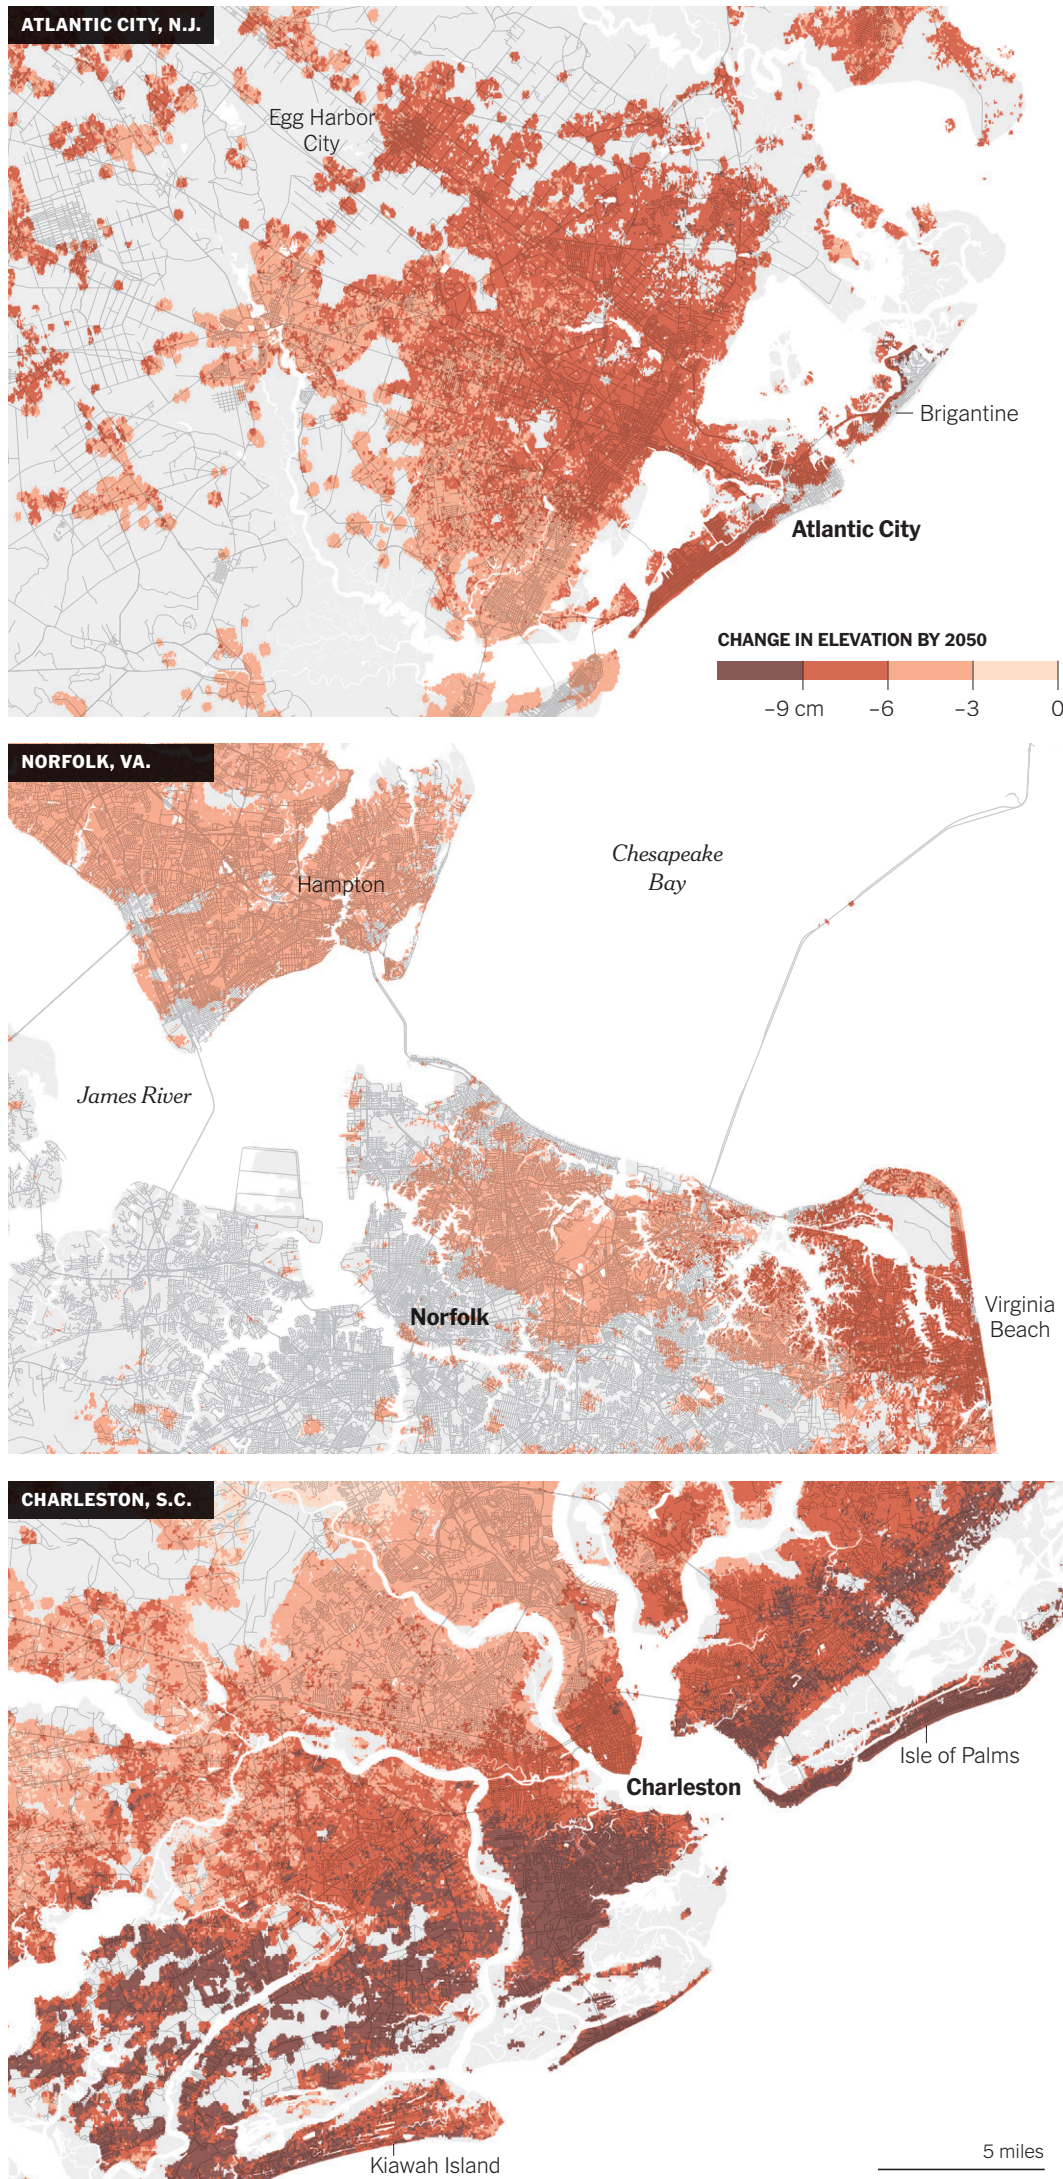 ATLANTIC CITY, N.J.
Egg Harbor
City
Brigantine
Atlantic City
CHANGE IN ELEVATION BY 2050
–9 cm –6 –3 0
NORFOLK, VA.
Chesapeake
Bay
Hampton
James River
Norfolk
Virginia
Beach
CHARLESTON, S.C.
Isle of Palms
Charleston
Kiawah Island
5 miles